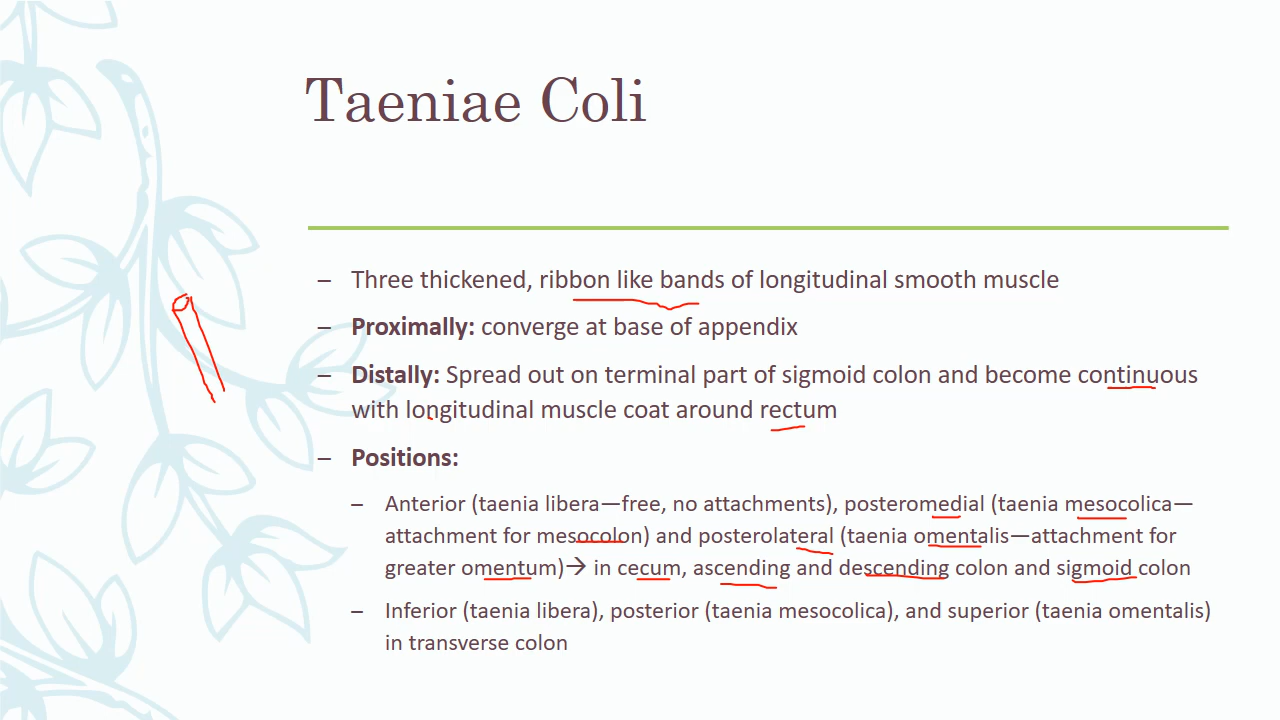 Taeniae Coli
– Three thickened, ribbon like bands of longitudinal smooth muscle
– Proximally: converge at base of appendix
– Distally: Spread out on terminal part of sigmoid colon and become continuous
with longitudinal muscle coat around rectum
– Positions:
– Anterior (taenia libera—free, no attachments), posteromedial (taenia mesocolica—
attachment for mesocolon) and posterolateral (taenia omentalis—attachment for
greater omentum)→ in cecum, ascending and descending colon and sigmoid colon
– Inferior (taenia libera), posterior (taenia mesocolica), and superior (taenia omentalis)
in transverse colon